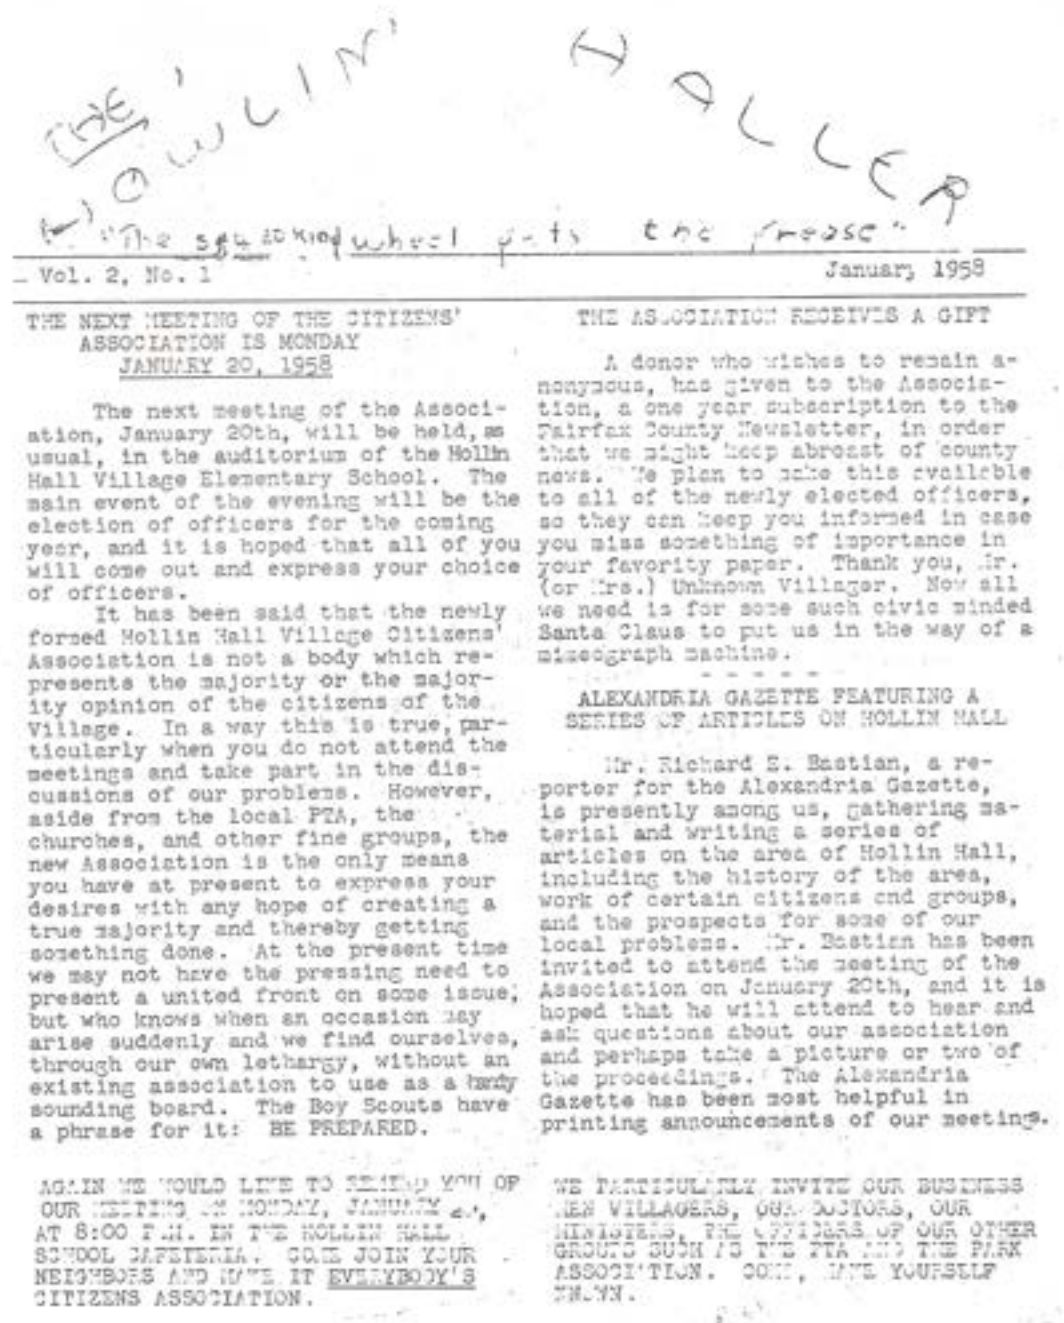 THE
HOWLIN' HALLER
"The squeaking wheel gets the grease"
Vol. 2, No. 1
January 1958
THE NEXT MEETING OF THE CITIZENS'
ASSOCIATION IS MONDAY
JANUARY 20, 1958
The next meeting of the Associ-
ation, January 20th, will be held, as
usual, in the auditorium of the Hollin
Hall Village Elementary School. The
main event of the evening will be the
election of officers for the coming
year, and it is hoped that all of you
will come out and express your choice
of officers.
It has been said that the newly
formed Hollin Hall Village Citizens'
Association is not a body which re-
presents the majority or the major-
ity opinion of the citizens of the
Village. In a way this is true, par-
ticularly when you do not attend the
meetings and take part in the dis-
cussions of our problems. However,
aside from the local PTA, the
churches, and other fine groups, the
new Association is the only means
you have at present to express your
desires with any hope of creating a
true majority and thereby getting
something done. At the present time
we may not have the pressing need to
present a united front on some issue,
but who knows when an occasion may
arise suddenly and we find ourselves,
through our own lethargy, without an
existing association to use as a handy
sounding board. The Boy Scouts have
a phrase for it: BE PREPARED.
AGAIN WE WOULD LIKE TO REMIND YOU OF
OUR MEETING ON MONDAY, JANUARY 20,
AT 8:00 P.M. IN THE HOLLIN HALL
SCHOOL CAFETERIA. COME JOIN YOUR
NEIGHBORS AND MAKE IT EVERYBODY'S
CITIZENS ASSOCIATION.
THE ASSOCIATION RECEIVES A GIFT
A donor who wishes to remain a-
nonymous, has given to the Associa-
tion, a one year subscription to the
Fairfax County Newsletter, in order
that we might keep abreast of county
news. We plan to make this available
to all of the newly elected officers,
so they can keep you informed in case
you miss something of importance in
your favority paper. Thank you, Mr.
(or Mrs.) Unknown Villager. Now all
we need is for some such civic minded
Santa Claus to put us in the way of a
mimeograph machine.
- - - - - -
ALEXANDRIA GAZETTE FEATURING A
SERIES OF ARTICLES ON HOLLIN HALL
Mr. Richard E. Bastian, a re-
porter for the Alexandria Gazette,
is presently among us, gathering ma-
terial and writing a series of
articles on the area of Hollin Hall,
including the history of the area,
work of certain citizens and groups,
and the prospects for some of our
local problems. Mr. Bastian has been
invited to attend the meeting of the
Association on January 20th, and it is
hoped that he will attend to hear and
ask questions about our association
and perhaps take a picture or two of
the proceedings. The Alexandria
Gazette has been most helpful in
printing announcements of our meetings.
WE PARTICULARLY INVITE OUR BUSINESS
MEN VILLAGERS, OUR DOCTORS, OUR
MINISTERS, THE OFFICERS OF OUR OTHER
GROUPS SUCH AS THE PTA AND THE PARK
ASSOCIATION. COME, MAKE YOURSELF
KNOWN.